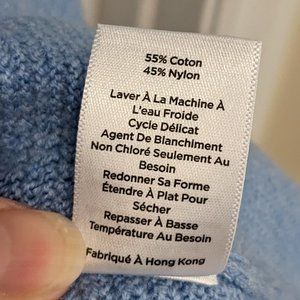 55% Coton
45% Nylon
Laver À La Machine À
L'eau Froide
Cycle Délicat
Agent De Blanchiment
Non Chloré Seulement Au
Besoin
Redonner Sa Forme
Étendre À Plat Pour
Sécher
Repasser À Basse
Température Au Besoin
Fabriqué À Hong Kong